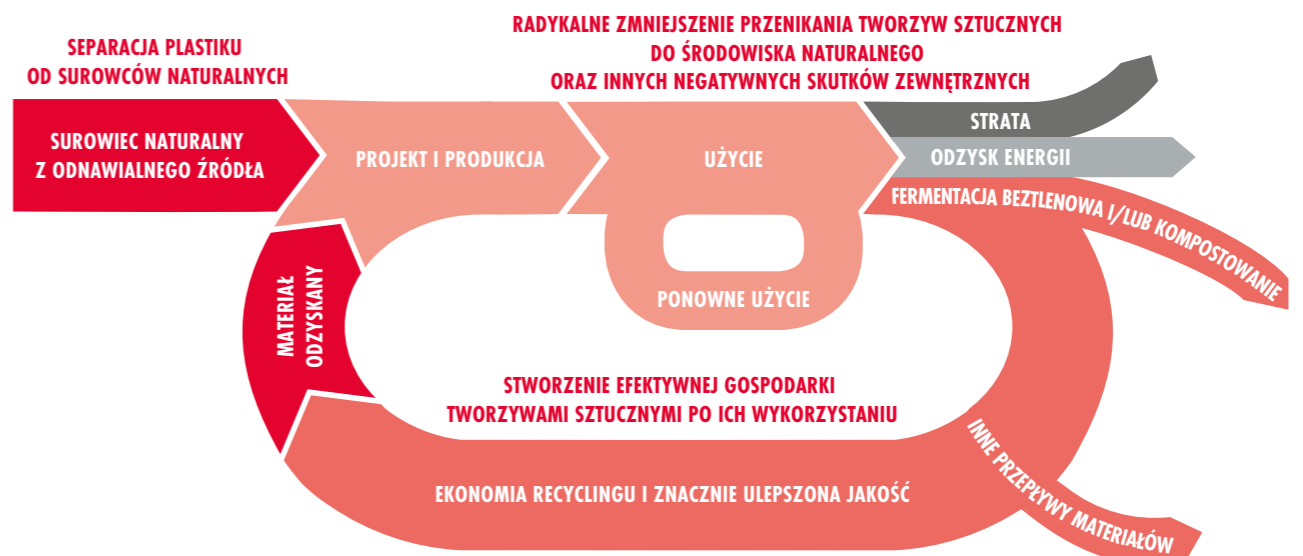 SEPARACJA PLASTIKU
OD SUROWCÓW NATURALNYCH
RADYKALNE ZMNIEJSZENIE PRZENIKANIA TWORZYW SZTUCZNYCH
DO ŚRODOWISKA NATURALNEGO
ORAZ INNYCH NEGATYWNYCH SKUTKÓW ZEWNĘTRZNYCH
SUROWIEC NATURALNY
Z ODNAWIALNEGO ŹRÓDŁA
PROJEKT I PRODUKCJA
UŻYCIE
STRATA
ODZYSK ENERGII
FERMENTACJA BEZTLENOWA I/LUB KOMPOSTOWANIE
PONOWNE UŻYCIE
MATERIAŁ
ODZYSKANY
STWORZENIE EFEKTYWNEJ GOSPODARKI
TWORZYWAMI SZTUCZNYMI PO ICH WYKORZYSTANIU
INNE PRZEPŁYWY MATERIAŁÓW
EKONOMIA RECYCLINGU I ZNACZNIE ULEPSZONA JAKOŚĆ